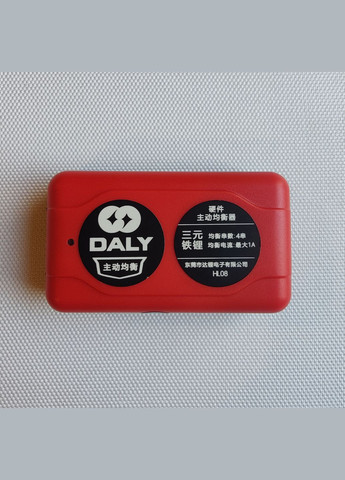 DALY
主动均衡
硬件
主动均衡器
三元 均衡串数:4串
铁锂 均衡电流:最大1A
东莞市达锂电子有限公司
HL08